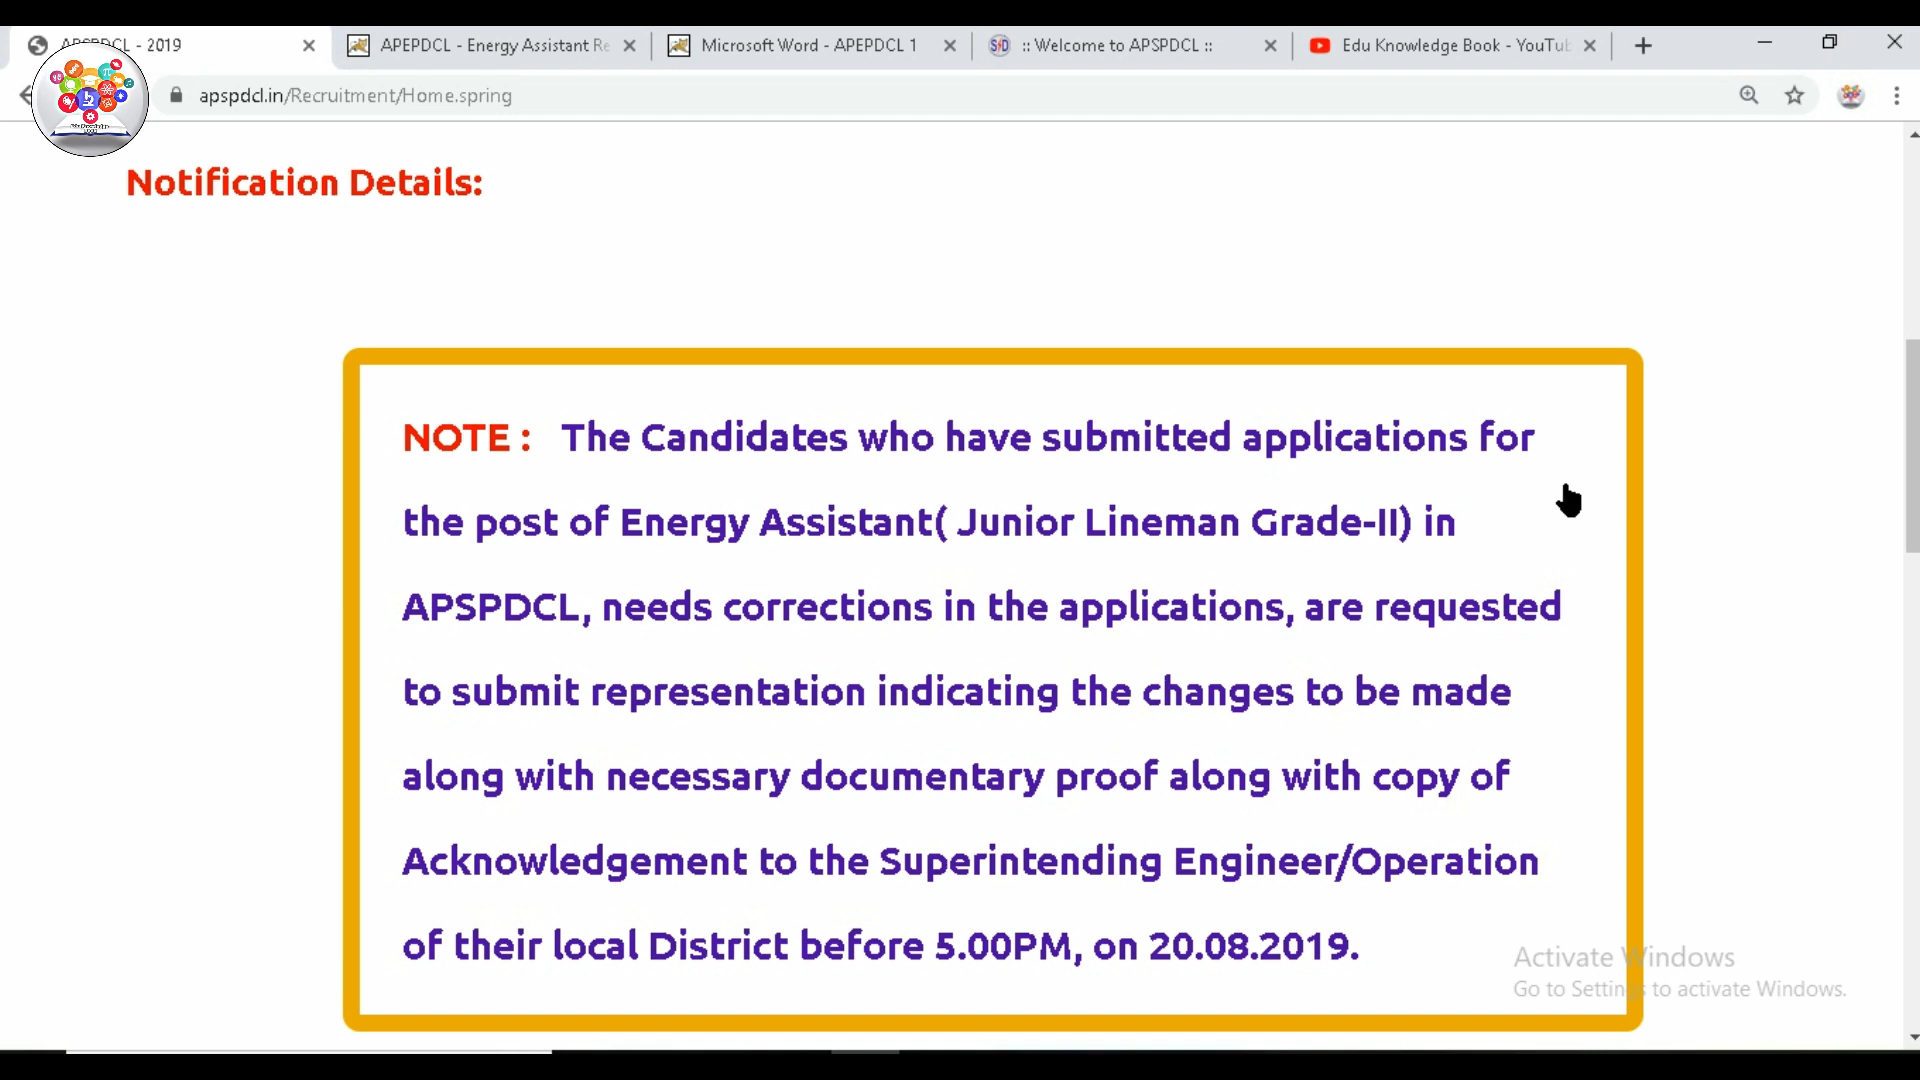 APSPDCL - 2019
APEPDCL - Energy Assistant Re
Microsoft Word - APEPDCL 1
:: Welcome to APSPDCL ::
Edu Knowledge Book - YouTub
apspdcl.in/Recruitment/Home.spring
Notification Details:
NOTE : The Candidates who have submitted applications for
the post of Energy Assistant( Junior Lineman Grade-II) in
APSPDCL, needs corrections in the applications, are requested
to submit representation indicating the changes to be made
along with necessary documentary proof along with copy of
Acknowledgement to the Superintending Engineer/Operation
of their local District before 5.00PM, on 20.08.2019.
Activate Windows
Go to Settings to activate Windows.